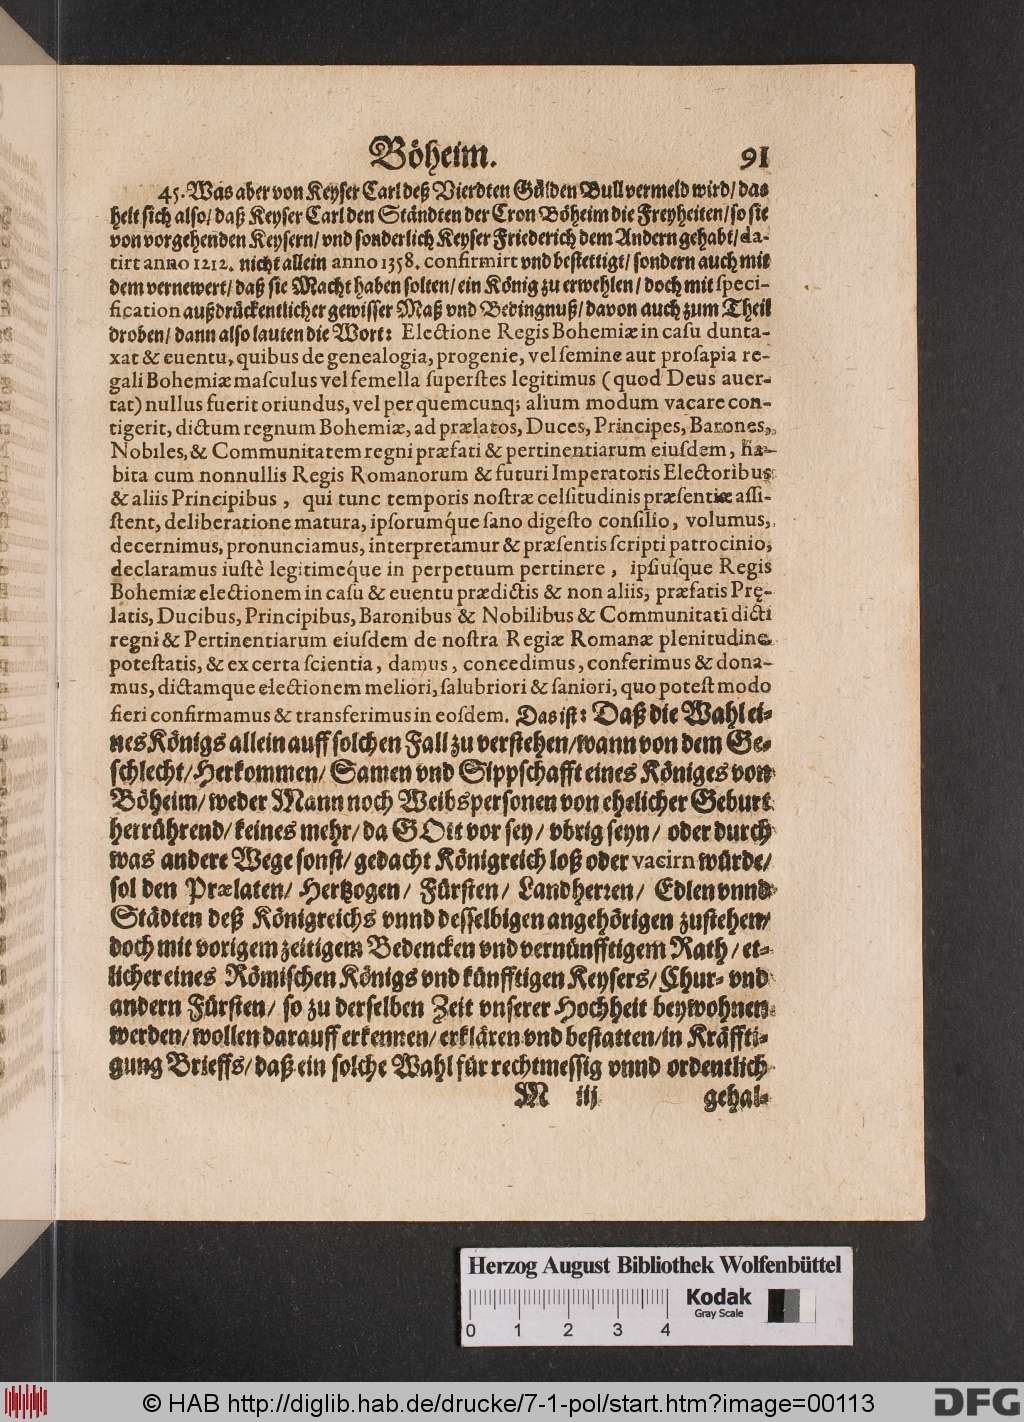 Böheim. 91
45. Was aber von Keyser Carl deß Vierdten Gülden Bull vermeld wird/ das
helt sich also/ daß Keyser Carl den Ständten der Cron Böheim die Freyheiten/ so sie
von vorgehenden Keysern/ vnd sonderlich Keyser Friederich dem Andern gehabt/ da-
tirt anno 1212. nicht allein anno 1358. confirmirt vnd bestettigt/ sondern auch mit
dem vernewert/ daß sie Macht haben solten/ ein König zu erwehlen/ doch mit speci-
fication außdrückentlicher gewisser Maß vnd Bedingnuß/ davon auch zum Theil
droben/ dann also lauten die Wort: Electione Regis Bohemiæ in casu dunta-
xat & euentu, quibus de genealogia, progenie, vel semine aut prosapia re-
gali Bohemiæ masculus vel femella superstes legitimus (quod Deus auer-
tat) nullus fuerit oriundus, vel per quemcunq; alium modum vacare con-
tigerit, dictum regnum Bohemiæ, ad prælatos, Duces, Principes, Barones,
Nobiles, & Communitatem regni præfati & pertinentiarum eiusdem, ha-
bita cum nonnullis Regis Romanorum & futuri Imperatoris Electoribus
& aliis Principibus, qui tunc temporis nostræ celsitudinis præsentiæ assi-
stent, deliberatione matura, ipsorumq́ue sano digesto consilio, volumus,
decernimus, pronunciamus, interpretamur & præsentis scripti patrocinio,
declaramus iustè legitimeq́ue in perpetuum pertinere, ipsiusque Regis
Bohemiæ electionem in casu & euentu prædictis & non aliis, præfatis Prę-
latis, Ducibus, Principibus, Baronibus & Nobilibus & Communitati dicti
regni & Pertinentiarum eiusdem de nostra Regiæ Romanæ plenitudine
potestatis, & ex certa scientia, damus, concedimus, conferimus & dona-
mus, dictamque electionem meliori, salubriori & saniori, quo potest modo
fieri confirmamus & transferimus in eosdem. Das ist: Daß die Wahl ei-
nes Königs allein auff solchen Fall zu verstehen/ wann von dem Ge-
schlecht/ Herkommen/ Samen vnd Sippschafft eines Königes von
Böheim/ weder Mann noch Weibspersonen von ehelicher Geburt
herrührend/ keines mehr/ da GOtt vor sey/ vbrig seyn/ oder durch
was andere Wege sonst/ gedacht Königreich loß oder vacirn würde/
sol den Prælaten/ Hertzogen/ Fürsten/ Landherren/ Edlen vnnd
Städten deß Königreichs vnnd desselbigen angehörigen zustehen/
doch mit vorigem zeitigem Bedencken vnd vernünfftigem Rath/ et-
licher eines Römischen Königs vnd künfftigen Keysers/ Chur- vnd
andern Fürsten/ so zu derselben Zeit vnserer Hochheit beywohnen
werden/ wollen darauff erkennen/ erklären vnd bestatten/ in Kräffti-
gung Brieffs/ daß ein solche Wahl für rechtmessig vnnd ordentlich
M iij gehal-
Herzog August Bibliothek Wolfenbüttel
Kodak
Gray Scale
0 1 2 3 4
© HAB http://diglib.hab.de/drucke/7-1-pol/start.htm?image=00113
DFG